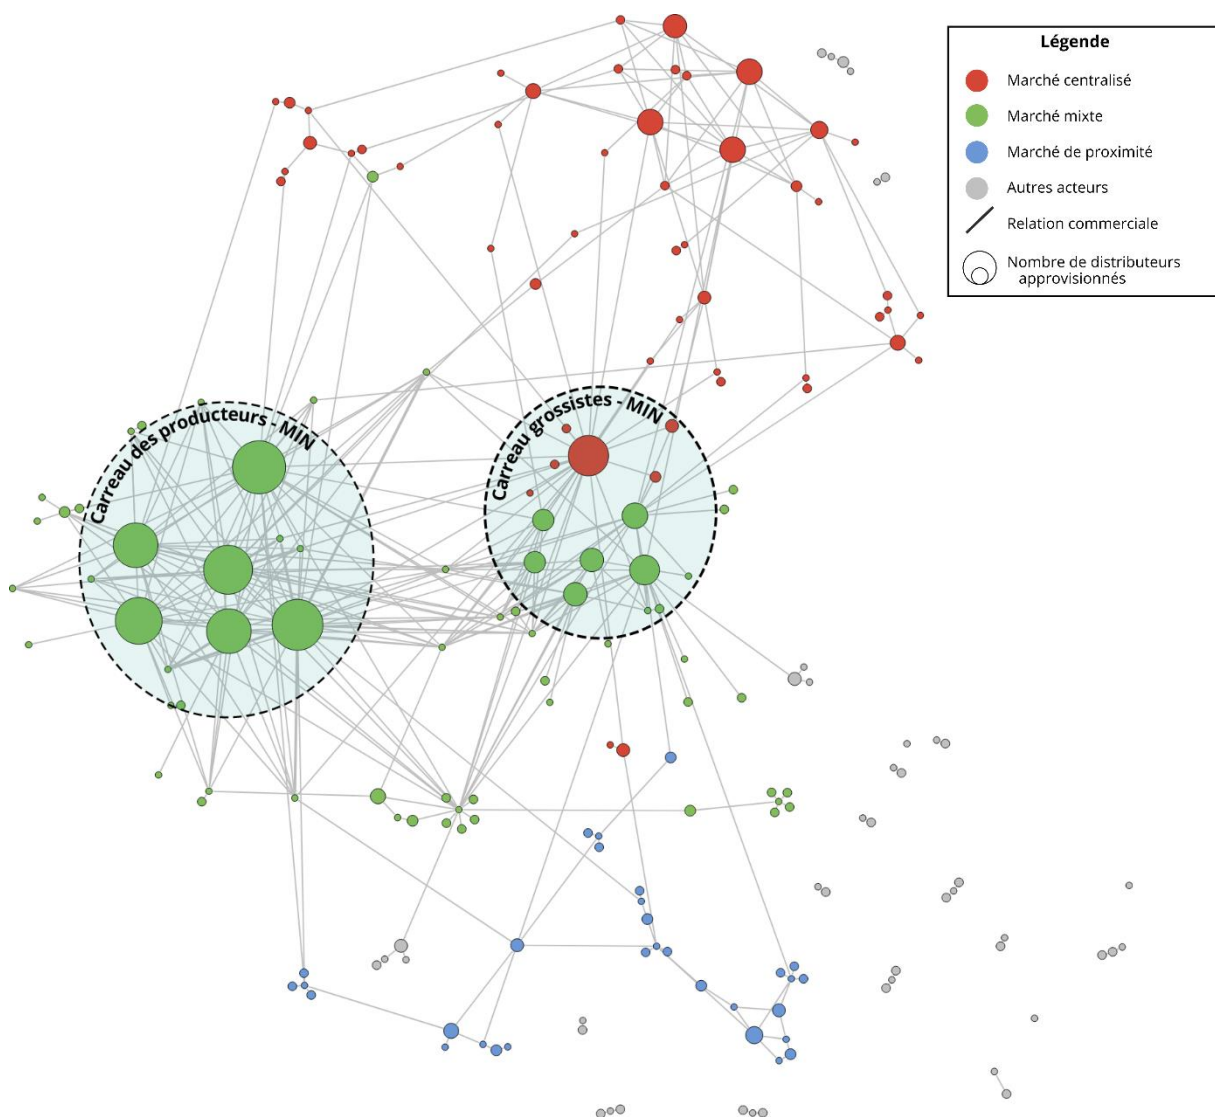 Légende
Marché centralisé
Marché mixte
Marché de proximité
Autres acteurs
Relation commerciale
Nombre de distributeurs
approvisionnés
Carreau des producteurs - MIN
Carreau grossistes - MIN